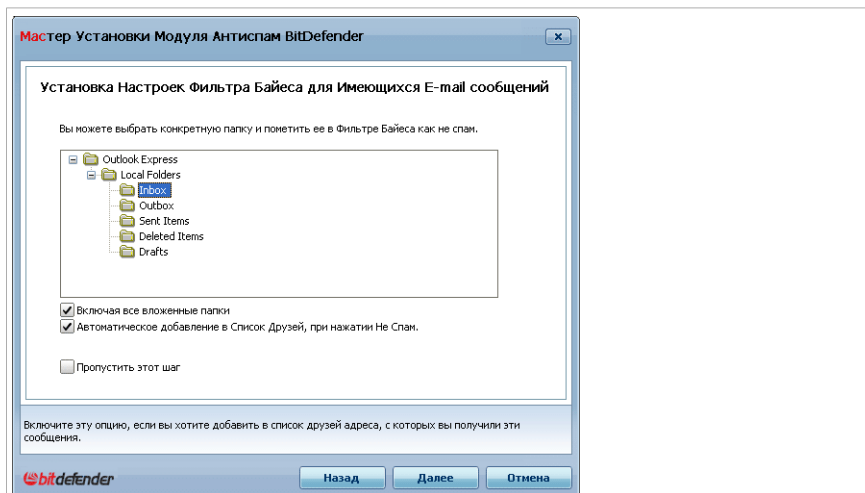 Мастер Установки Модуля Антиспам BitDefender
Установка Настроек Фильтра Байеса для Имеющихся E-mail сообщений
Вы можете выбрать конкретную папку и пометить ее в Фильтре Байеса как не спам.
Outlook Express
Local Folders
Inbox
Outbox
Sent Items
Deleted Items
Drafts
Включая все вложенные папки
Автоматическое добавление в Список Друзей, при нажатии Не Спам.
Пропустить этот шаг
Включите эту опцию, если вы хотите добавить в список друзей адреса, с которых вы получили эти
сообщения.
bitdefender
Назад
Далее
Отмена